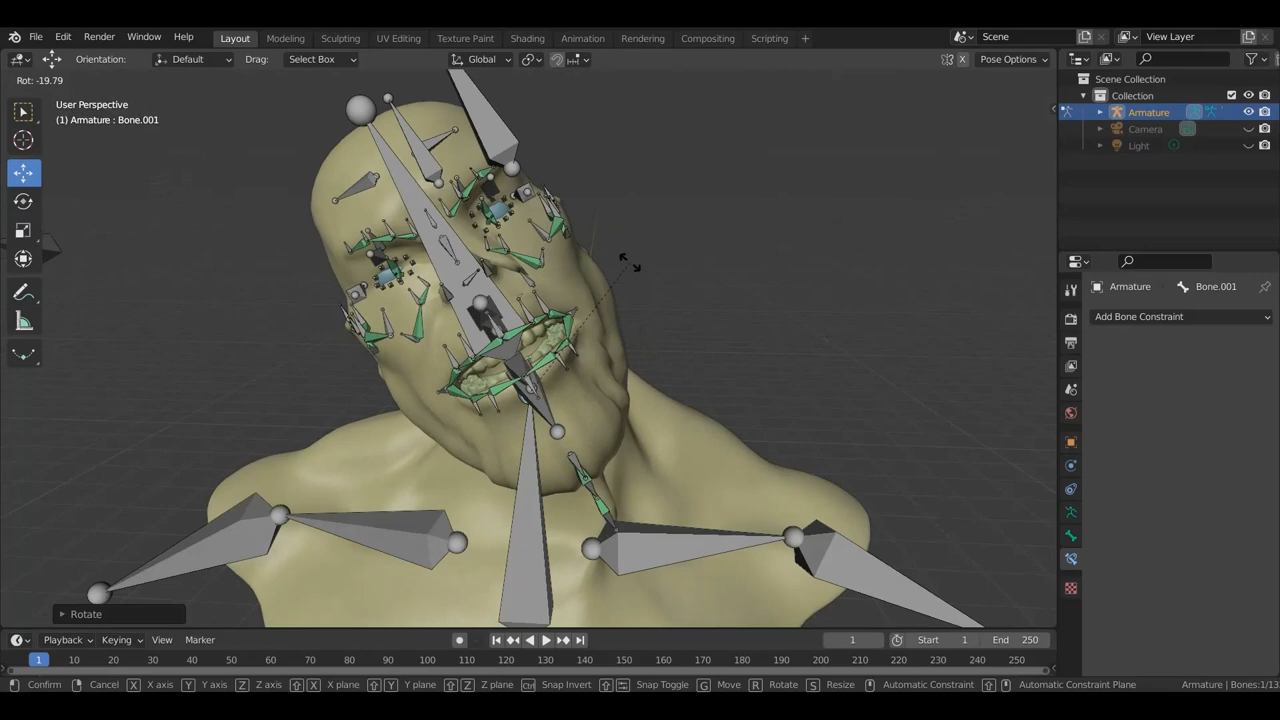 File Edit Render Window Help Layout Modeling Sculpting UV Editing Texture Paint Shading Animation Rendering Compositing Scripting + Scene View Layer
Orientation: Default Drag: Select Box Global X Pose Options
Rot: -19.79
User Perspective
(1) Armature : Bone.001
Scene Collection
Collection
Armature
Camera
Light
Armature Bone.001
Add Bone Constraint
Rotate
Playback Keying View Marker 1 Start 1 End 250
1 10 20 30 40 50 60 70 80 90 100 110 120 130 140 150 160 170 180 190 200 210 220 230 240 250
Confirm Cancel X X axis Y Y axis Z Z axis X X plane Y Y plane Z Z plane Ctrl Snap Invert Snap Toggle G Move R Rotate S Resize Automatic Constraint Automatic Constraint Plane Armature | Bones:1/13